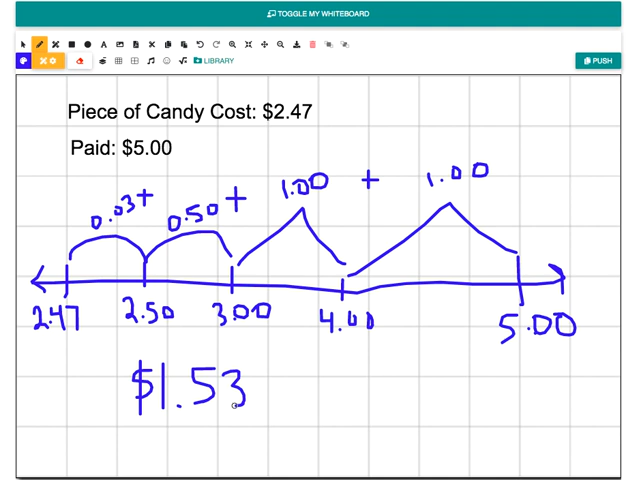 TOGGLE MY WHITEBOARD
LIBRARY
PUSH
Piece of Candy Cost: $2.47
Paid: $5.00
0.03 + 0.50 + 1.00 + 1.00
2.47 2.50 3.00 4.00 5.00
$1.53